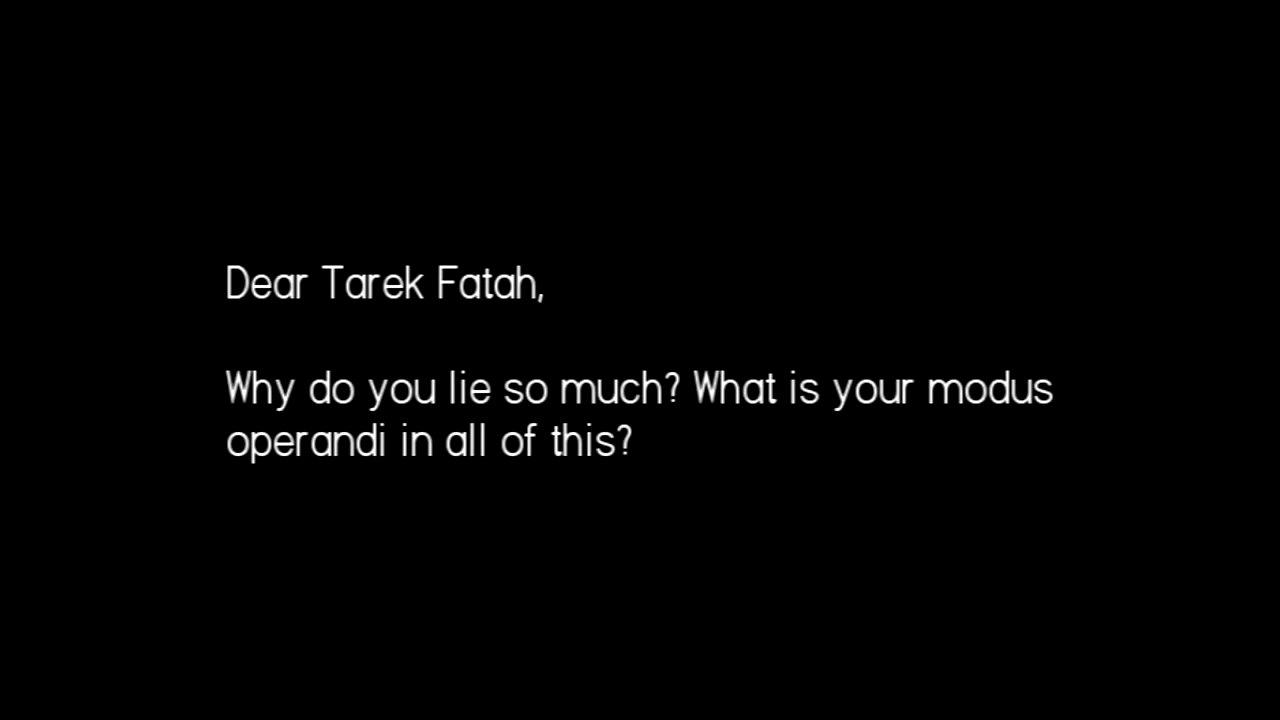 Dear Tarek Fatah,
Why do you lie so much? What is your modus
operandi in all of this?